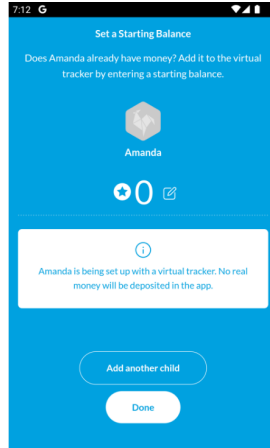 7:12 G
Set a Starting Balance
Does Amanda already have money? Add it to the virtual
tracker by entering a starting balance.
Amanda
0
Amanda is being set up with a virtual tracker. No real
money will be deposited in the app.
Add another child
Done